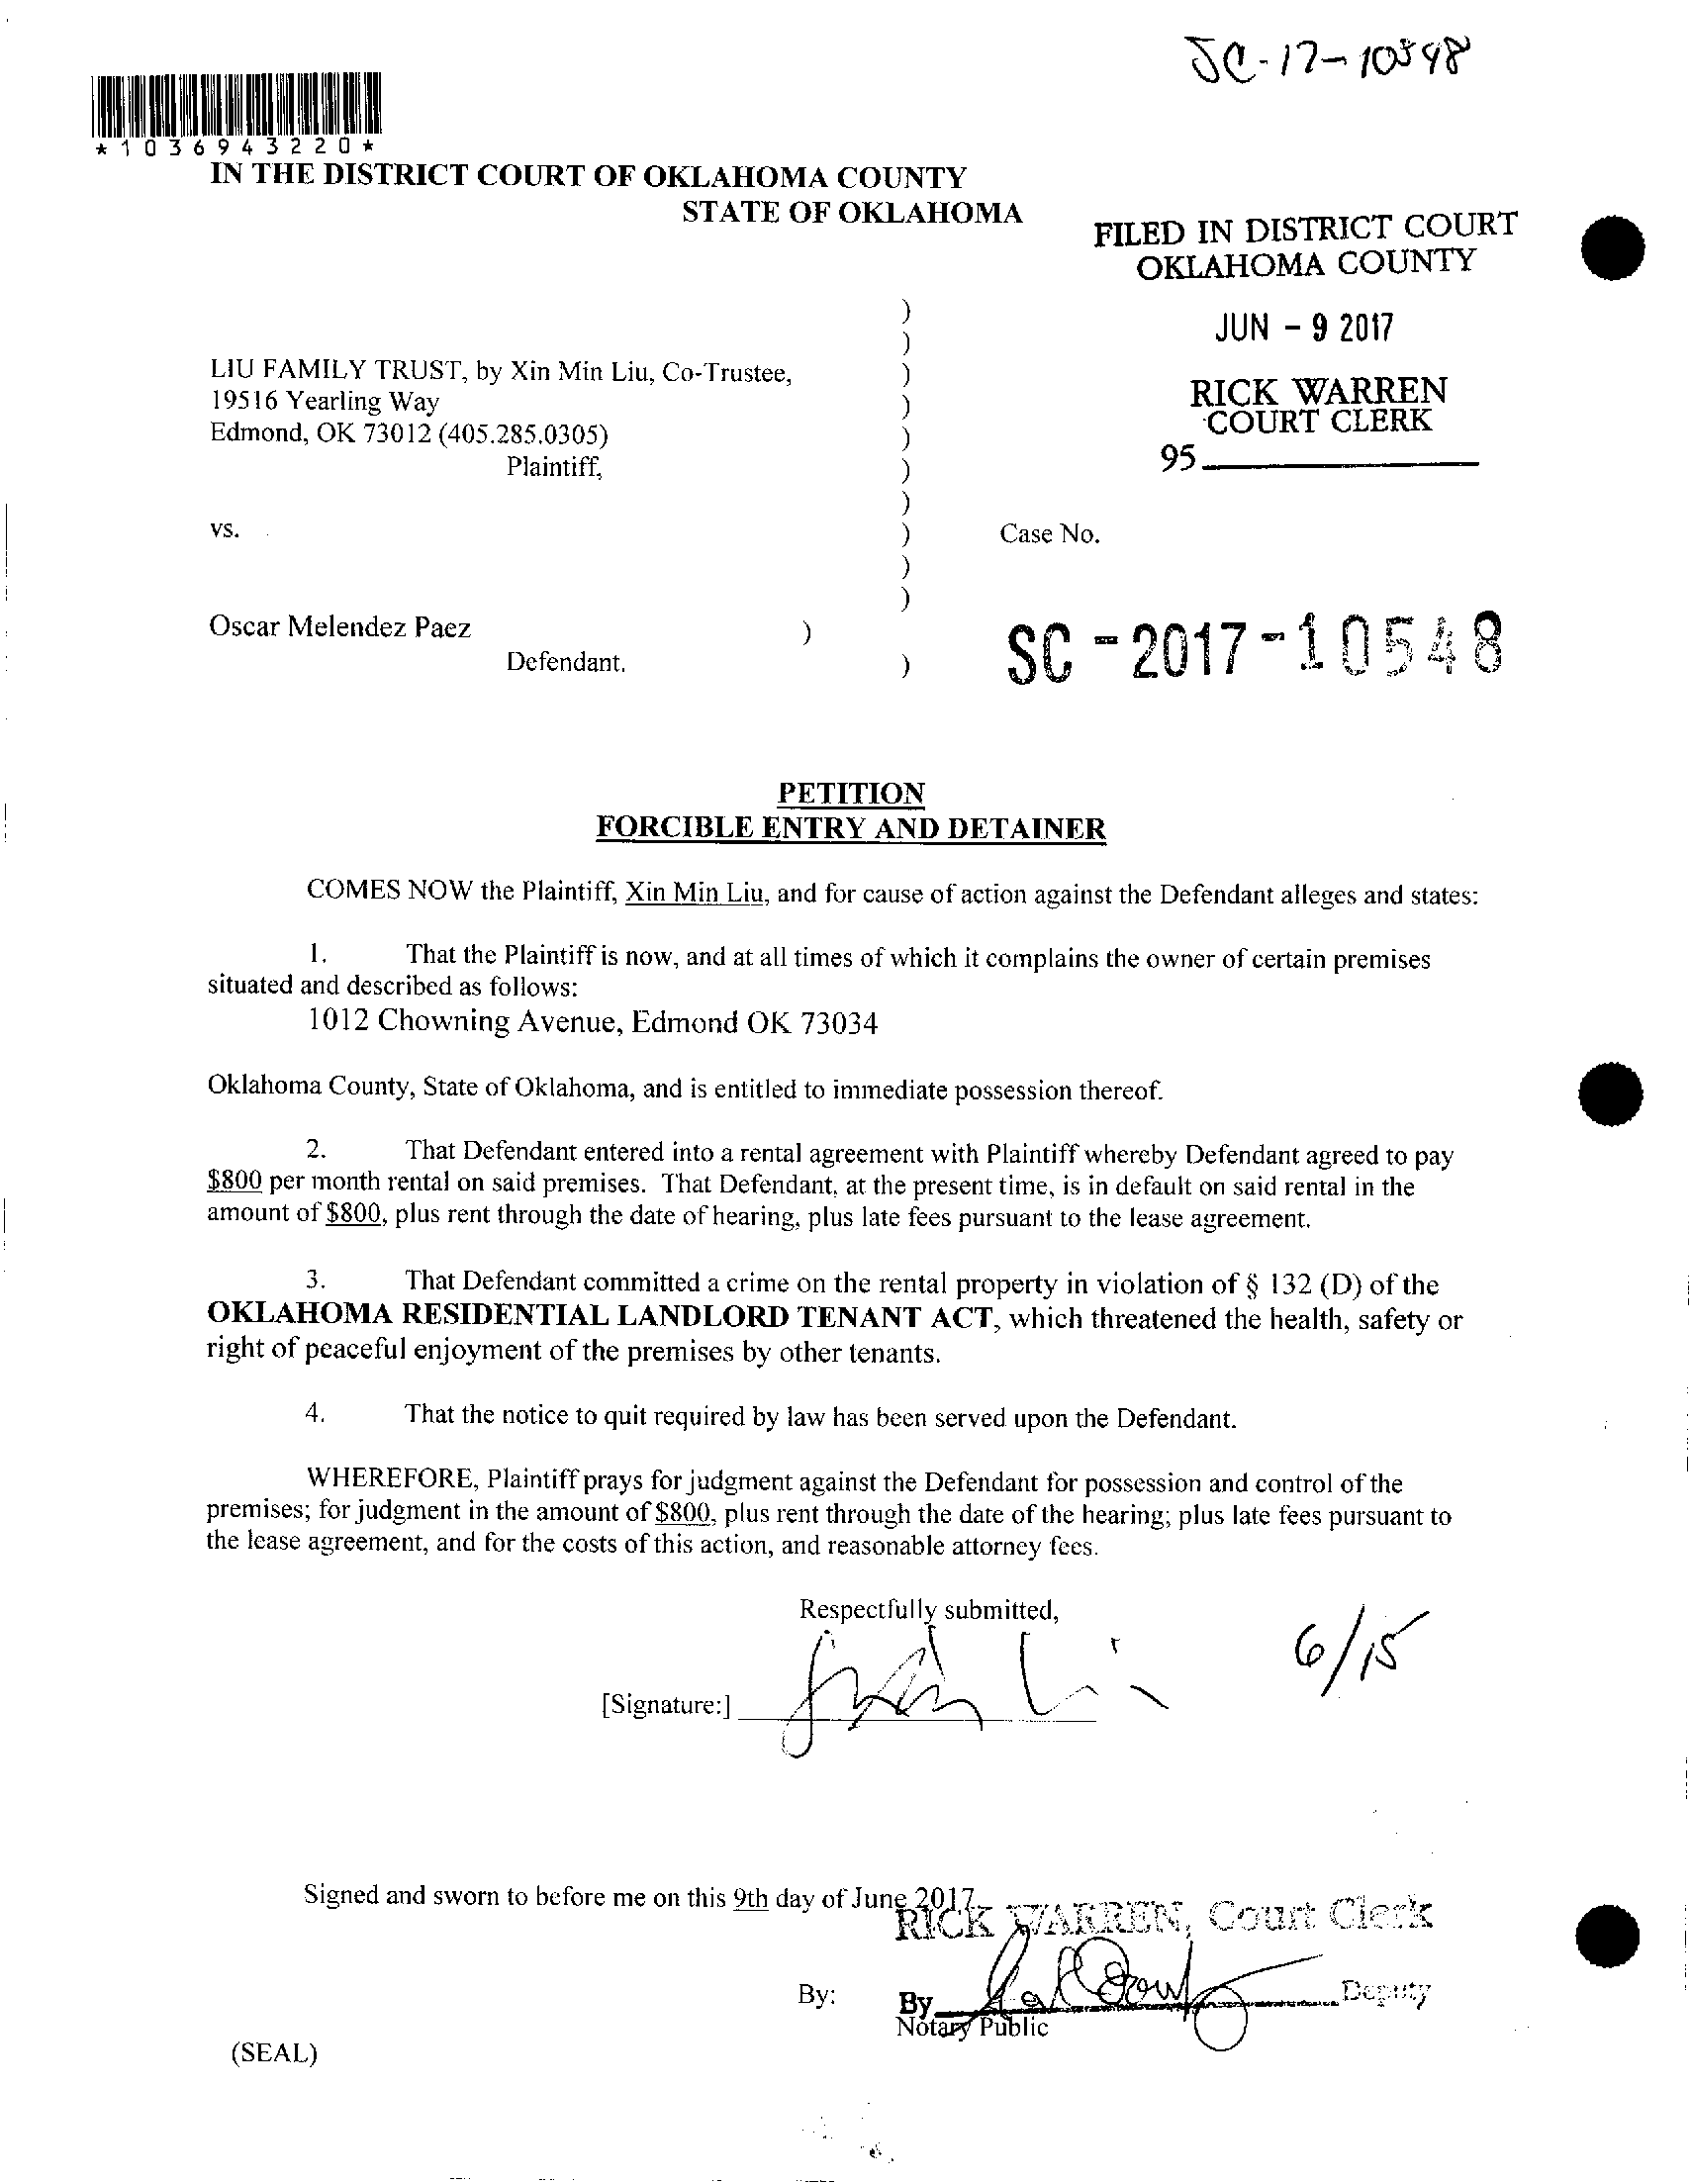 SC-17-10548
*1036943220*
IN THE DISTRICT COURT OF OKLAHOMA COUNTY
STATE OF OKLAHOMA
FILED IN DISTRICT COURT
OKLAHOMA COUNTY
JUN - 9 2017
RICK WARREN
COURT CLERK
95
LIU FAMILY TRUST, by Xin Min Liu, Co-Trustee, )
19516 Yearling Way )
Edmond, OK 73012 (405.285.0305) )
Plaintiff, )
vs. ) Case No.
Oscar Melendez Paez )
SC-2017-10548
Defendant. )
PETITION
FORCIBLE ENTRY AND DETAINER
COMES NOW the Plaintiff, Xin Min Liu, and for cause of action against the Defendant alleges and states:
1. That the Plaintiff is now, and at all times of which it complains the owner of certain premises
situated and described as follows:
1012 Chowning Avenue, Edmond OK 73034
Oklahoma County, State of Oklahoma, and is entitled to immediate possession thereof.
2. That Defendant entered into a rental agreement with Plaintiff whereby Defendant agreed to pay
$800 per month rental on said premises. That Defendant, at the present time, is in default on said rental in the
amount of $800, plus rent through the date of hearing, plus late fees pursuant to the lease agreement.
3. That Defendant committed a crime on the rental property in violation of § 132 (D) of the
OKLAHOMA RESIDENTIAL LANDLORD TENANT ACT, which threatened the health, safety or
right of peaceful enjoyment of the premises by other tenants.
4. That the notice to quit required by law has been served upon the Defendant.
WHEREFORE, Plaintiff prays for judgment against the Defendant for possession and control of the
premises; for judgment in the amount of $800, plus rent through the date of the hearing; plus late fees pursuant to
the lease agreement, and for the costs of this action, and reasonable attorney fees.
Respectfully submitted,
6/15
[Signature:]
Signed and sworn to before me on this 9th day of June 2017.
RICK WARREN, Court Clerk
By: By Deputy
Notary Public
(SEAL)